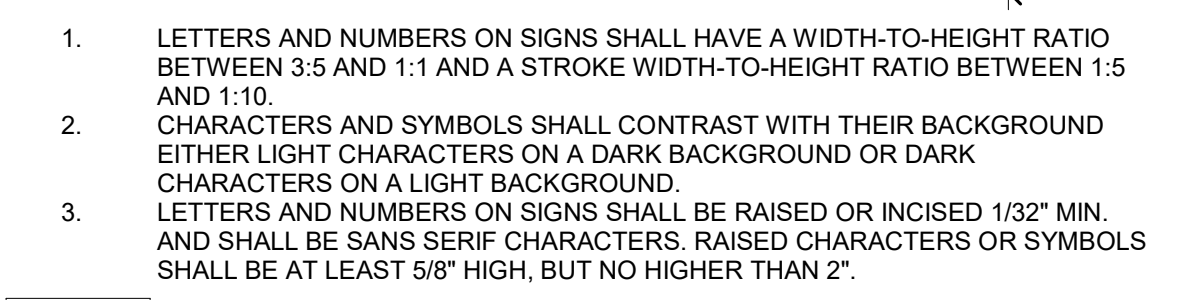 1. LETTERS AND NUMBERS ON SIGNS SHALL HAVE A WIDTH-TO-HEIGHT RATIO
BETWEEN 3:5 AND 1:1 AND A STROKE WIDTH-TO-HEIGHT RATIO BETWEEN 1:5
AND 1:10.
2. CHARACTERS AND SYMBOLS SHALL CONTRAST WITH THEIR BACKGROUND
EITHER LIGHT CHARACTERS ON A DARK BACKGROUND OR DARK
CHARACTERS ON A LIGHT BACKGROUND.
3. LETTERS AND NUMBERS ON SIGNS SHALL BE RAISED OR INCISED 1/32" MIN.
AND SHALL BE SANS SERIF CHARACTERS. RAISED CHARACTERS OR SYMBOLS
SHALL BE AT LEAST 5/8" HIGH, BUT NO HIGHER THAN 2".